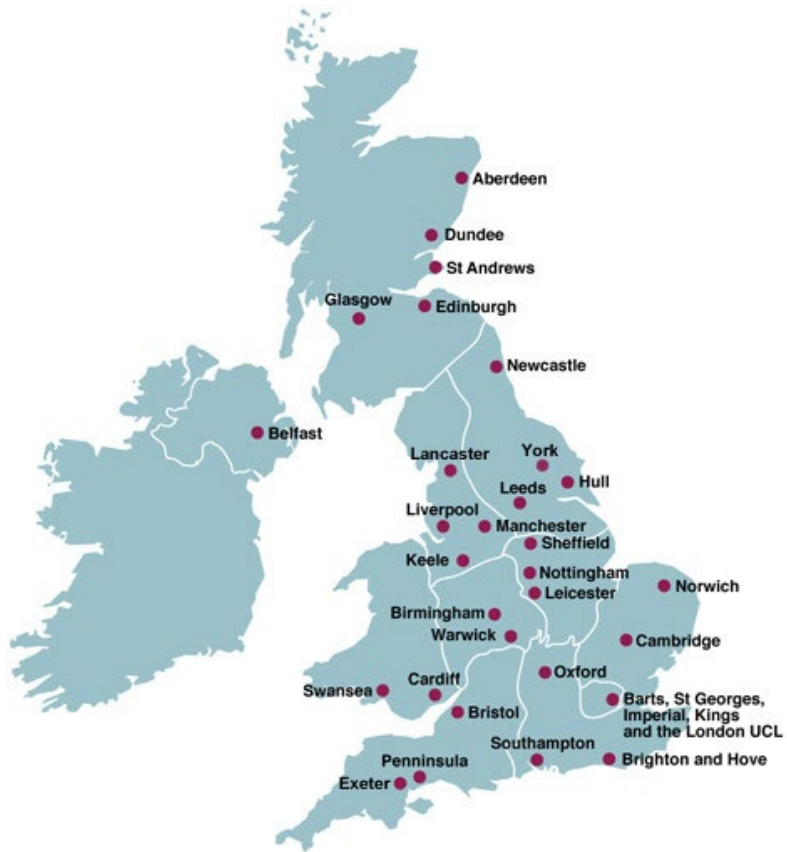 Aberdeen
Dundee
St Andrews
Glasgow
Edinburgh
Newcastle
Belfast
Lancaster
York
Hull
Leeds
Liverpool
Manchester
Sheffield
Keele
Nottingham
Norwich
Leicester
Birmingham
Warwick
Cambridge
Oxford
Cardiff
Swansea
Barts, St Georges,
Imperial, Kings
and the London UCL
Bristol
Southampton
Brighton and Hove
Penninsula
Exeter